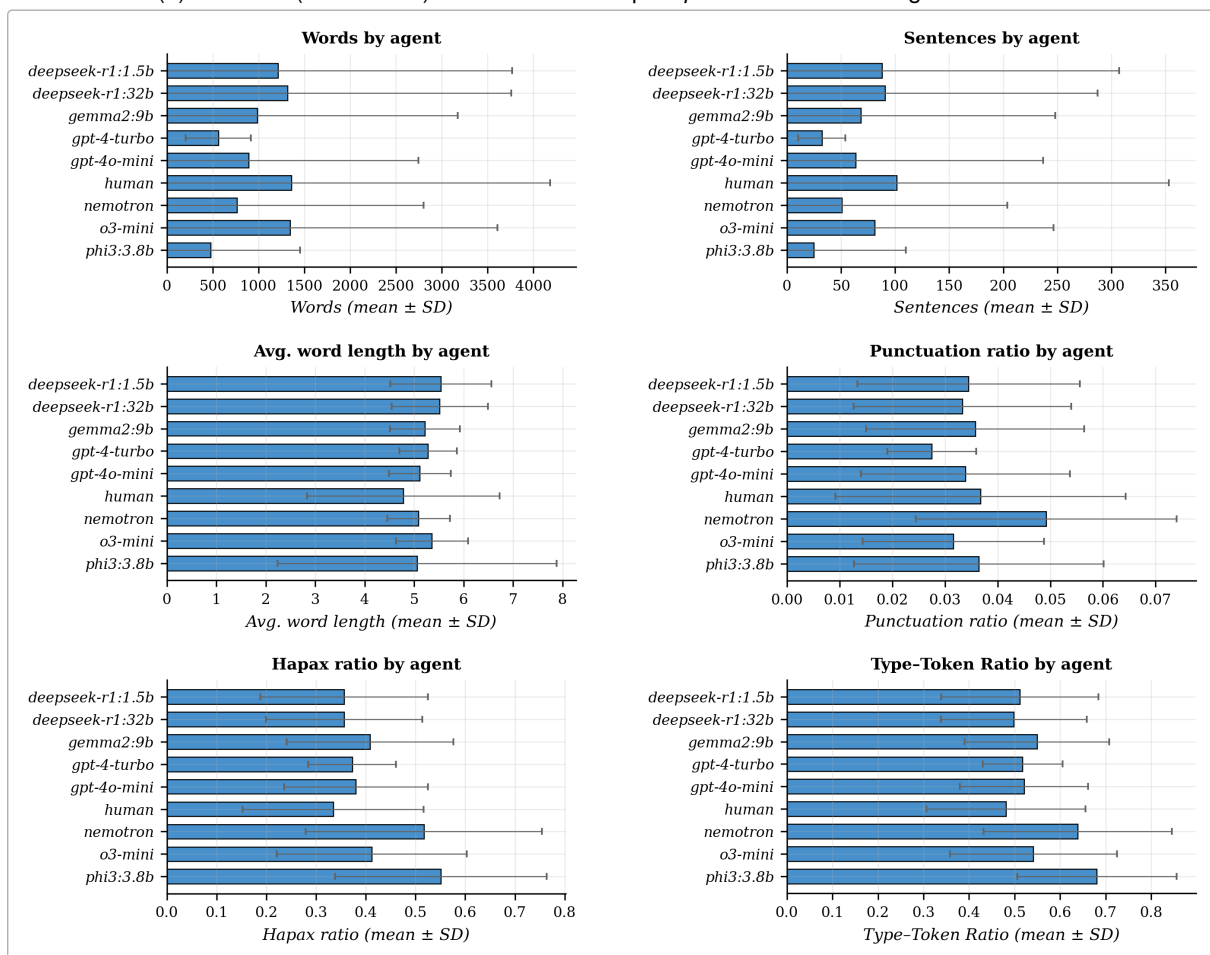 Words by agent
deepseek-r1:1.5b
deepseek-r1:32b
gemma2:9b
gpt-4-turbo
gpt-4o-mini
human
nemotron
o3-mini
phi3:3.8b
0 500 1000 1500 2000 2500 3000 3500 4000
Words (mean ± SD)
Sentences by agent
deepseek-r1:1.5b
deepseek-r1:32b
gemma2:9b
gpt-4-turbo
gpt-4o-mini
human
nemotron
o3-mini
phi3:3.8b
0 50 100 150 200 250 300 350
Sentences (mean ± SD)
Avg. word length by agent
deepseek-r1:1.5b
deepseek-r1:32b
gemma2:9b
gpt-4-turbo
gpt-4o-mini
human
nemotron
o3-mini
phi3:3.8b
0 1 2 3 4 5 6 7 8
Avg. word length (mean ± SD)
Punctuation ratio by agent
deepseek-r1:1.5b
deepseek-r1:32b
gemma2:9b
gpt-4-turbo
gpt-4o-mini
human
nemotron
o3-mini
phi3:3.8b
0.00 0.01 0.02 0.03 0.04 0.05 0.06 0.07
Punctuation ratio (mean ± SD)
Hapax ratio by agent
deepseek-r1:1.5b
deepseek-r1:32b
gemma2:9b
gpt-4-turbo
gpt-4o-mini
human
nemotron
o3-mini
phi3:3.8b
0.0 0.1 0.2 0.3 0.4 0.5 0.6 0.7 0.8
Hapax ratio (mean ± SD)
Type–Token Ratio by agent
deepseek-r1:1.5b
deepseek-r1:32b
gemma2:9b
gpt-4-turbo
gpt-4o-mini
human
nemotron
o3-mini
phi3:3.8b
0.0 0.1 0.2 0.3 0.4 0.5 0.6 0.7 0.8
Type–Token Ratio (mean ± SD)